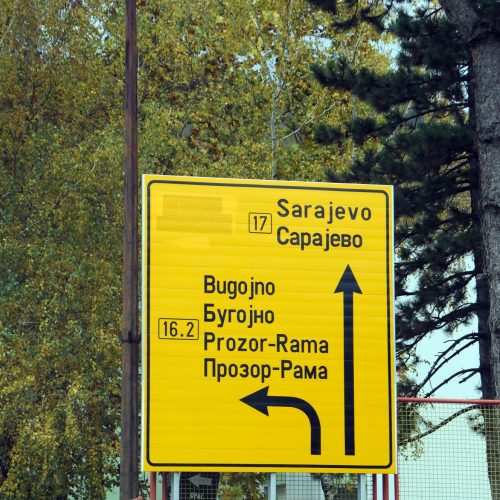 17
Sarajevo
Сарајево
Bugojno
Бугојно
16.2
Prozor-Rama
Прозор-Рама